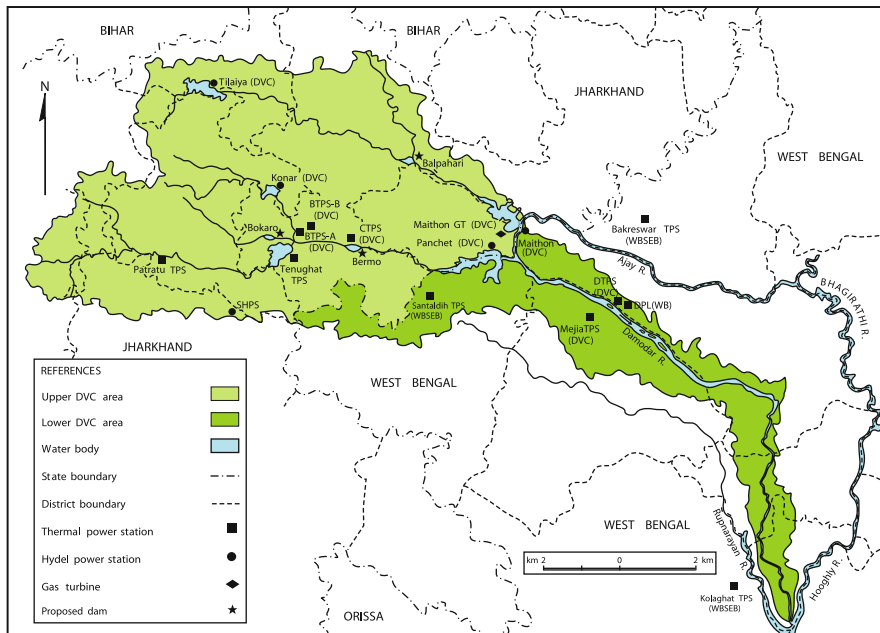 BIHAR
BIHAR
N
Tilaiya (DVC)
JHARKHAND
WEST BENGAL
Balpahari
Konar (DVC)
BTPS-B
(DVC)
Bokaro
BTPS-A
(DVC)
CTPS
(DVC)
Maithon GT (DVC)
Panchet (DVC)
Maithon
(DVC)
Bakreswar TPS
(WBSEB)
Ajay R.
BHAGIRATHI R.
Patratu TPS
Tenughat
TPS
Bermo
SHPS
Santaldih TPS
(WBSEB)
DTPS
(DVC)
DPL(WB)
MejiaTPS
(DVC)
Damodar R.
JHARKHAND
WEST BENGAL
REFERENCES
Upper DVC area
Lower DVC area
Water body
State boundary
District boundary
Thermal power station
Hydel power station
Gas turbine
Proposed dam
WEST BENGAL
Rupnarayan R.
Hooghly R.
km 2 0 2 km
Kolaghat TPS
(WBSEB)
ORISSA